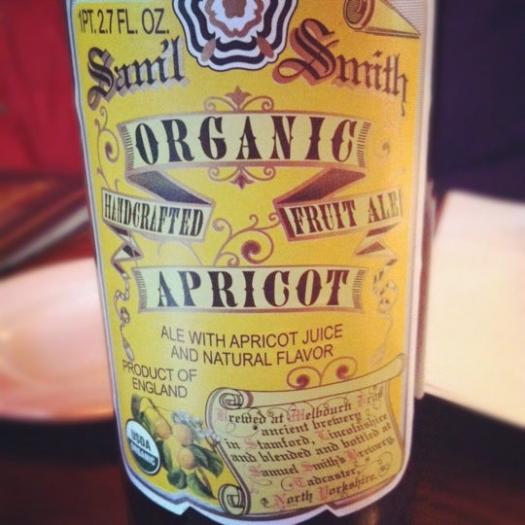 1PT. 2.7 FL. OZ.
Sam'l Smith
ORGANIC
HANDCRAFTED FRUIT ALE
APRICOT
ALE WITH APRICOT JUICE
AND NATURAL FLAVOR
PRODUCT OF
ENGLAND
USDA
ORGANIC
Brewed at Melbourn Bros
ancient brewery
in Stamford, Lincolnshire
and blended and bottled at
Samuel Smith's Brewery,
Tadcaster,
North Yorkshire.